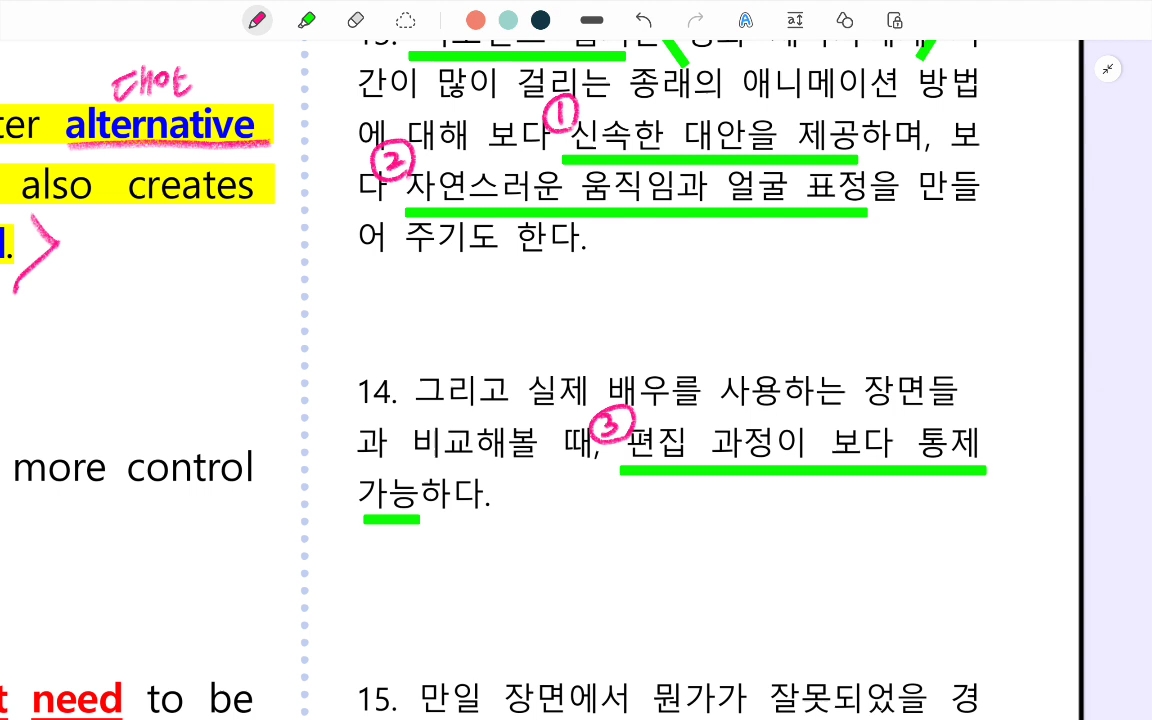 대안
ter alternative
also creates
.
more control
need to be
간이 많이 걸리는 종래의 애니메이션 방법
①
에 대해 보다 신속한 대안을 제공하며, 보
②
다 자연스러운 움직임과 얼굴 표정을 만들
어 주기도 한다.
14. 그리고 실제 배우를 사용하는 장면들
③
과 비교해볼 때, 편집 과정이 보다 통제
가능하다.
15. 만일 장면에서 뭔가가 잘못되었을 경